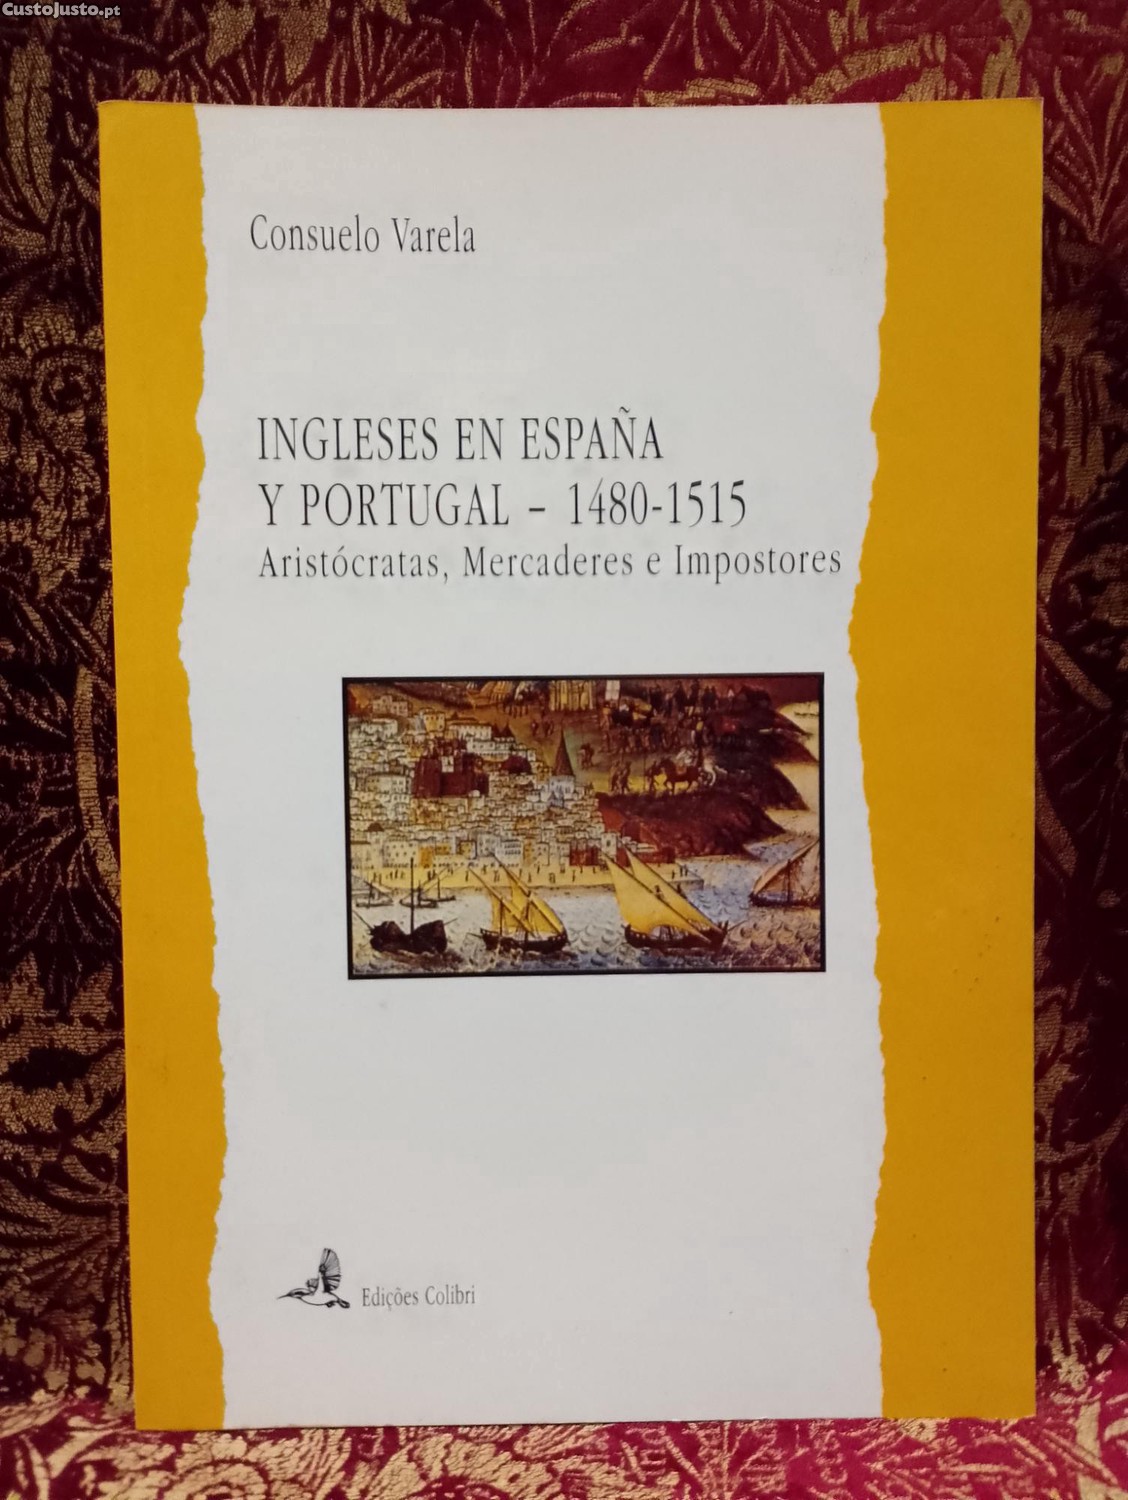 CustoJusto.pt
Consuelo Varela
INGLESES EN ESPAÑA
Y PORTUGAL – 1480-1515
Aristócratas, Mercaderes e Impostores
Edições Colibri